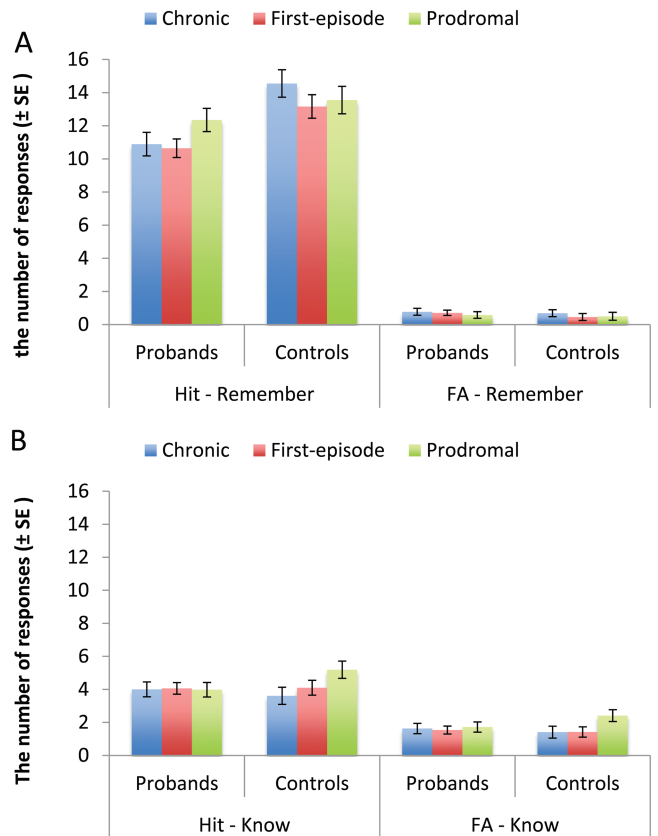 A
Chronic First-episode Prodromal
the number of responses (± SE )
16
14
12
10
8
6
4
2
0
Probands Controls Probands Controls
Hit - Remember FA - Remember
B
Chronic First-episode Prodromal
The number of responses (± SE )
16
14
12
10
8
6
4
2
0
Probands Controls Probands Controls
Hit - Know FA - Know